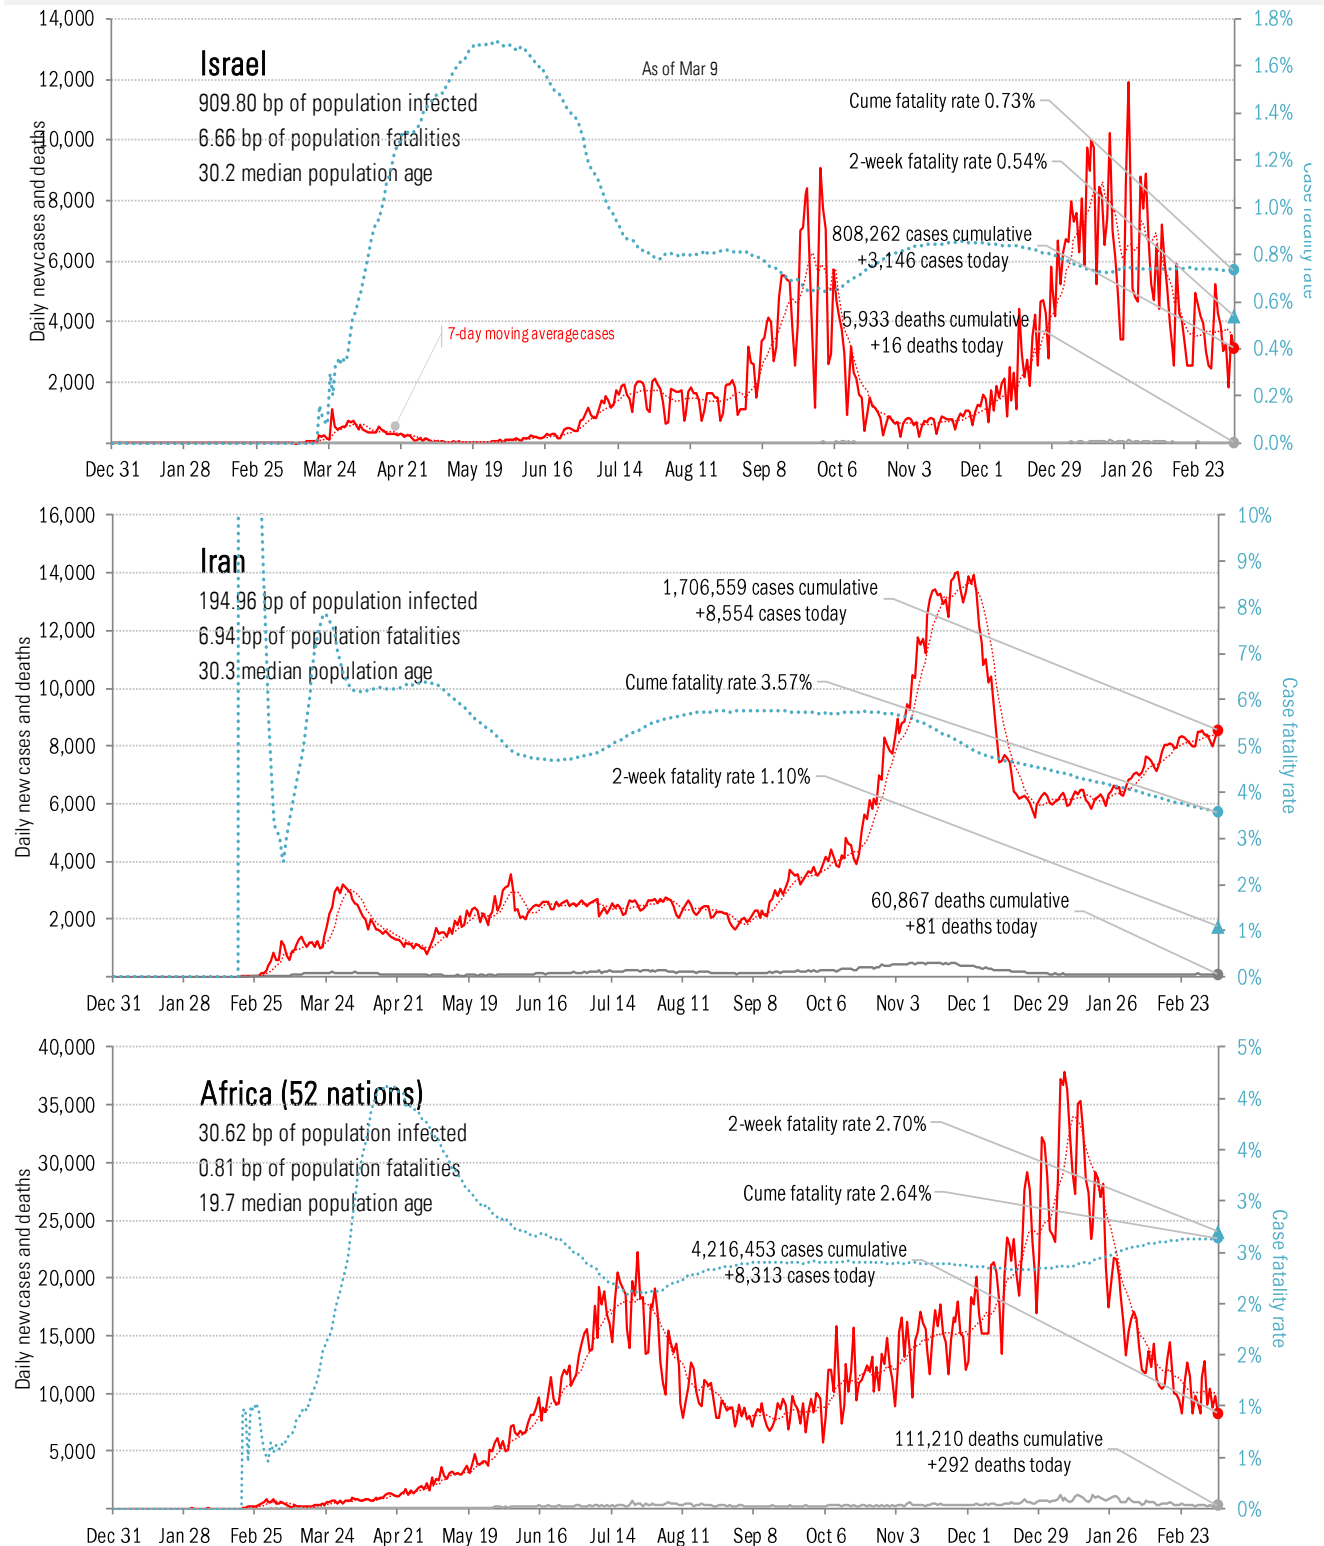 Israel
909.80 bp of population infected
6.66 bp of population fatalities
30.2 median population age
As of Mar 9
Cume fatality rate 0.73%
2-week fatality rate 0.54%
808,262 cases cumulative
+3,146 cases today
5,933 deaths cumulative
+16 deaths today
7-day moving average cases
Daily new cases and deaths
Case fatality rate
14,000
12,000
10,000
8,000
6,000
4,000
2,000
1.8%
1.6%
1.4%
1.2%
1.0%
0.8%
0.6%
0.4%
0.2%
0.0%
Dec 31 Jan 28 Feb 25 Mar 24 Apr 21 May 19 Jun 16 Jul 14 Aug 11 Sep 8 Oct 6 Nov 3 Dec 1 Dec 29 Jan 26 Feb 23
Iran
194.96 bp of population infected
6.94 bp of population fatalities
30.3 median population age
1,706,559 cases cumulative
+8,554 cases today
Cume fatality rate 3.57%
2-week fatality rate 1.10%
60,867 deaths cumulative
+81 deaths today
Daily new cases and deaths
Case fatality rate
16,000
14,000
12,000
10,000
8,000
6,000
4,000
2,000
10%
9%
8%
7%
6%
5%
4%
3%
2%
1%
0%
Dec 31 Jan 28 Feb 25 Mar 24 Apr 21 May 19 Jun 16 Jul 14 Aug 11 Sep 8 Oct 6 Nov 3 Dec 1 Dec 29 Jan 26 Feb 23
Africa (52 nations)
30.62 bp of population infected
0.81 bp of population fatalities
19.7 median population age
2-week fatality rate 2.70%
Cume fatality rate 2.64%
4,216,453 cases cumulative
+8,313 cases today
111,210 deaths cumulative
+292 deaths today
Daily new cases and deaths
Case fatality rate
40,000
35,000
30,000
25,000
20,000
15,000
10,000
5,000
5%
4%
4%
3%
3%
2%
2%
1%
1%
0%
Dec 31 Jan 28 Feb 25 Mar 24 Apr 21 May 19 Jun 16 Jul 14 Aug 11 Sep 8 Oct 6 Nov 3 Dec 1 Dec 29 Jan 26 Feb 23